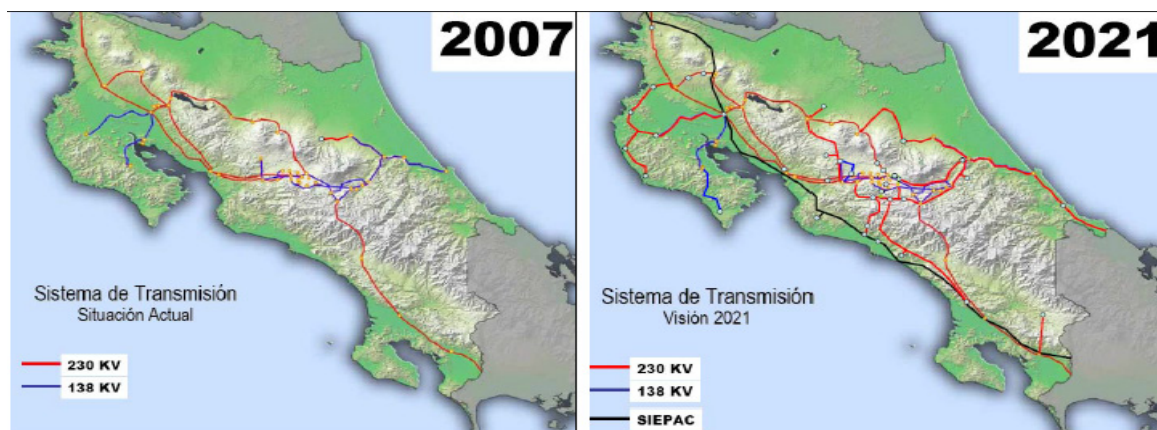 2007
Sistema de Transmisión
Situación Actual
230 KV
138 KV
2021
Sistema de Transmisión
Visión 2021
230 KV
138 KV
SIEPAC